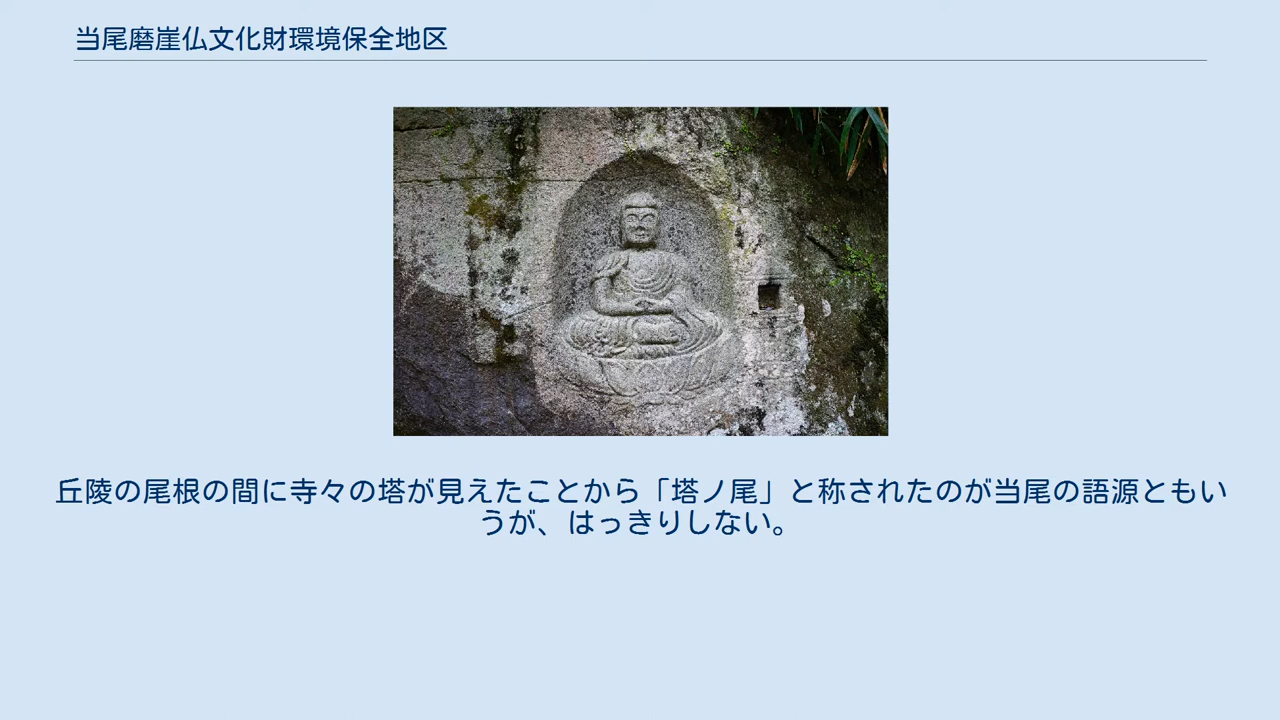 当尾磨崖仏文化財環境保全地区
丘陵の尾根の間に寺々の塔が見えたことから「塔ノ尾」と称されたのが当尾の語源ともい
うが、はっきりしない。